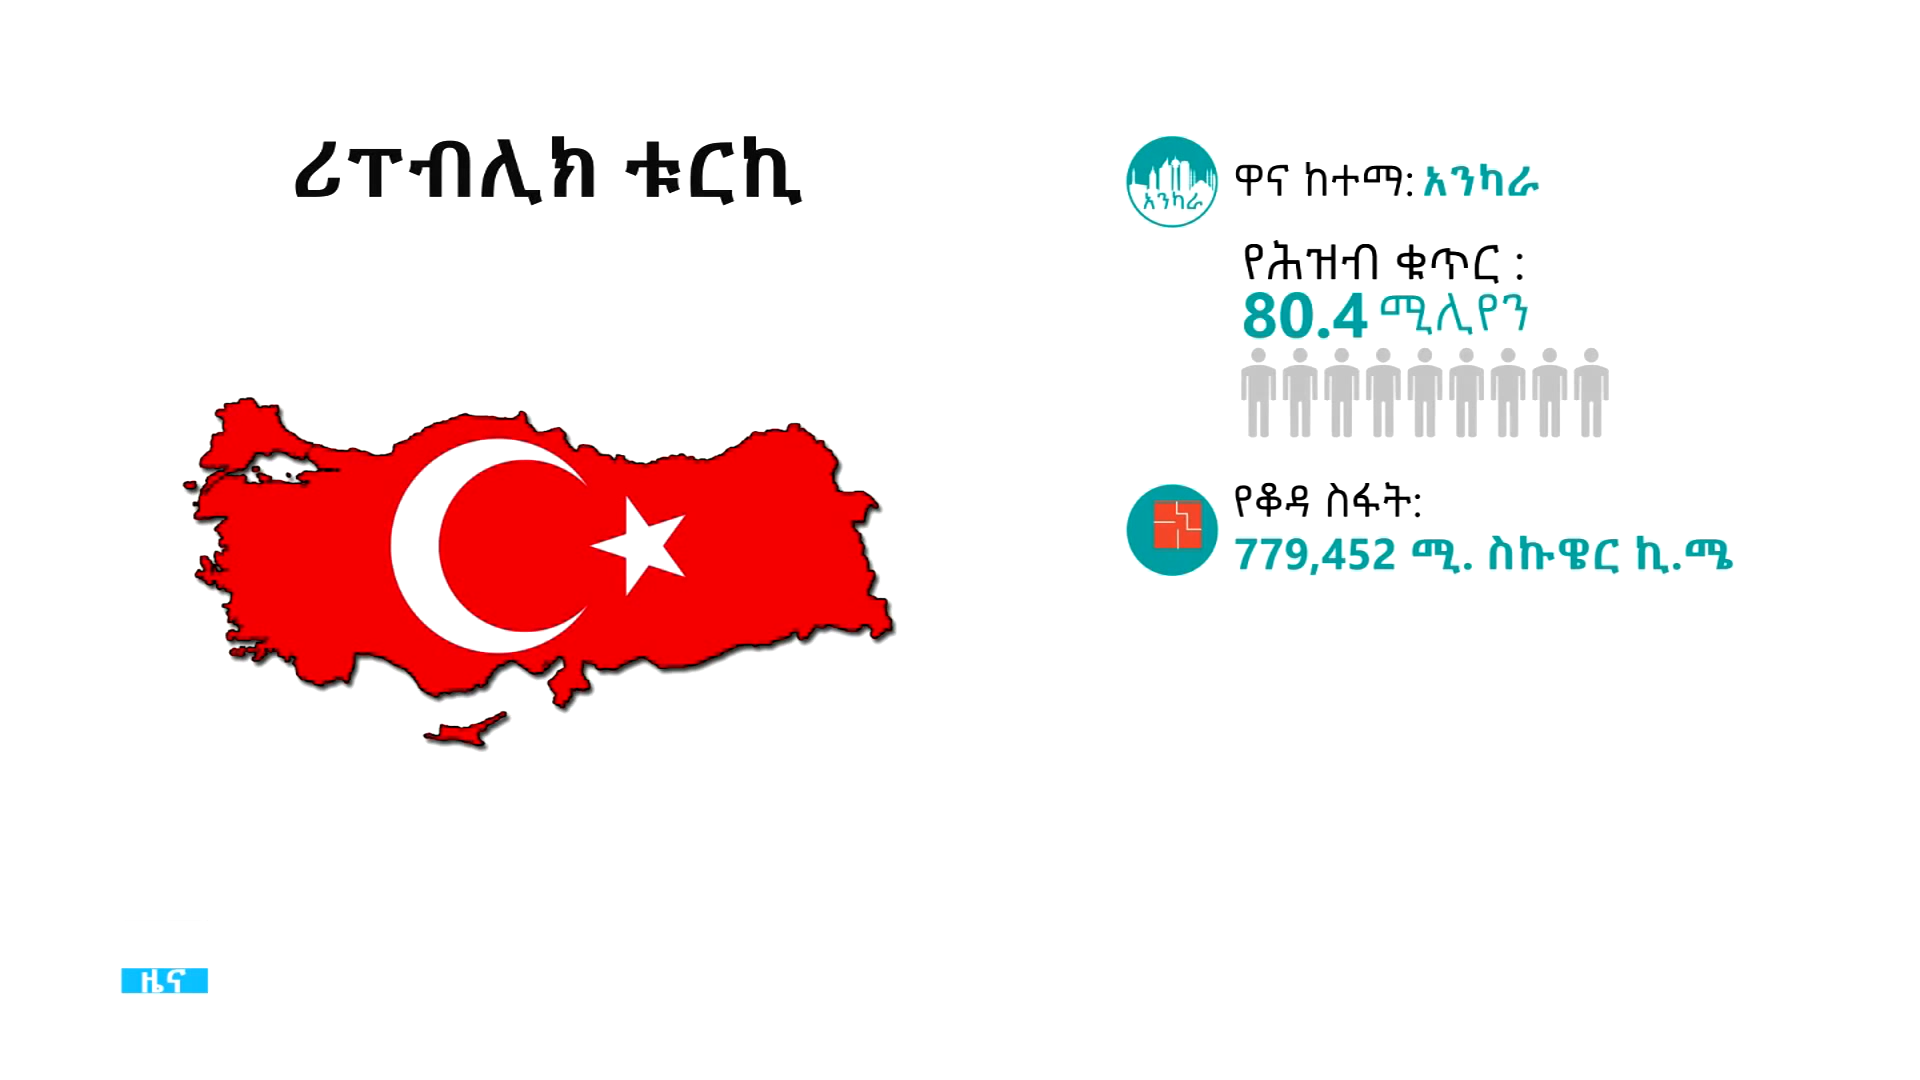 ሪፐብሊክ ቱርኪ
አንካራ
ዋና ከተማ: አንካራ
የሕዝብ ቁጥር :
80.4 ሚሊየን
የቆዳ ስፋት:
779,452 ሚ. ስኩዌር ኪ.ሜ
ዜና